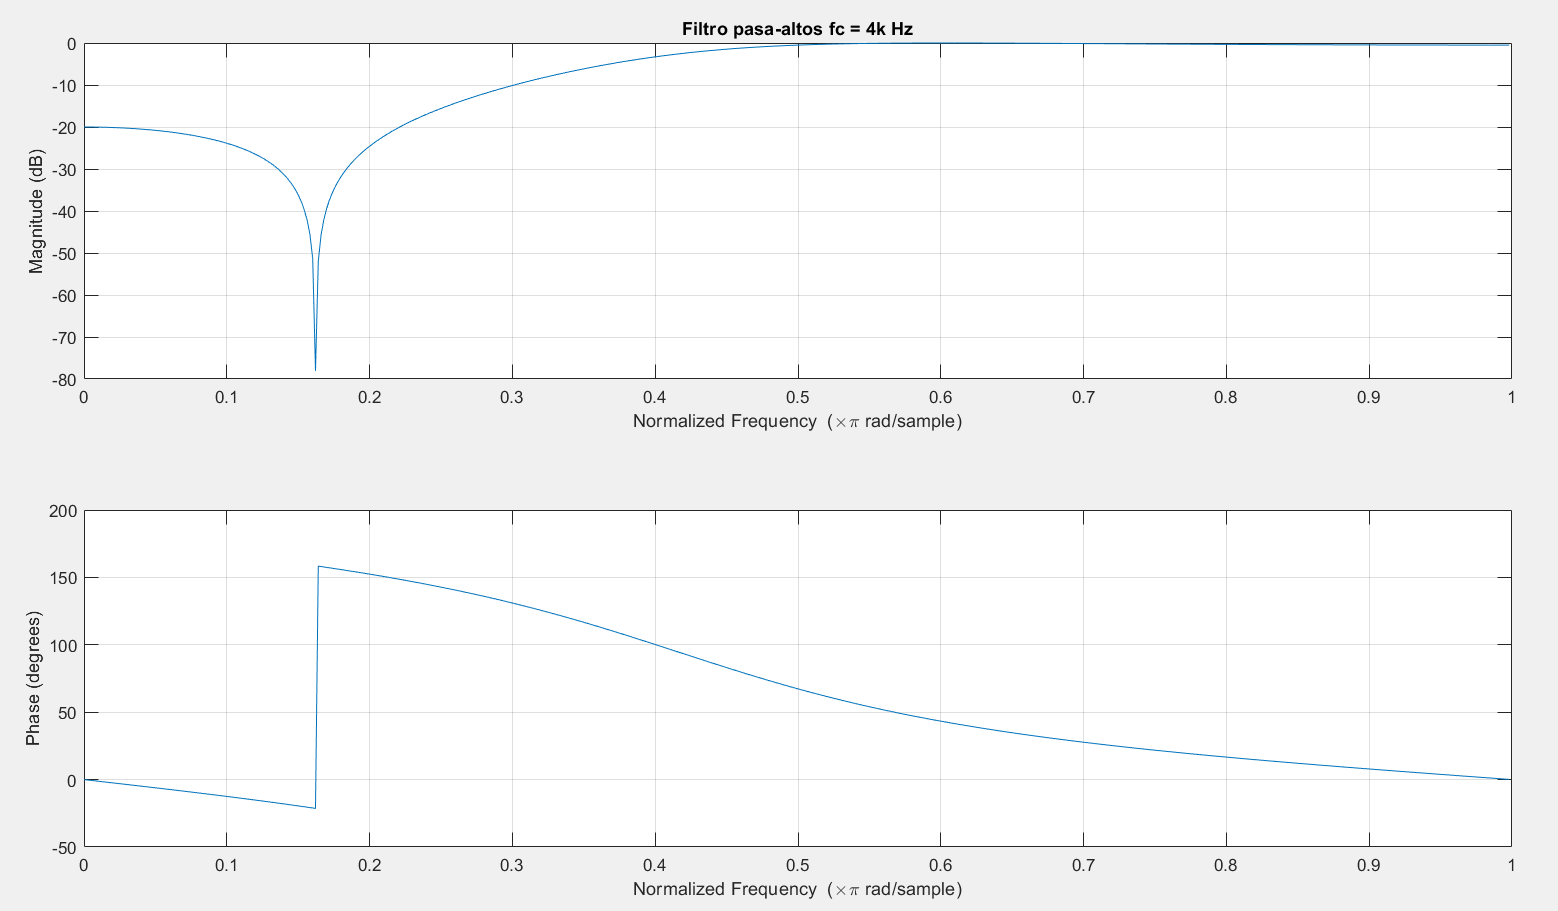 Filtro pasa-altos fc = 4k Hz
0
-10
-20
-30
-40
-50
-60
-70
-80
Magnitude (dB)
0 0.1 0.2 0.3 0.4 0.5 0.6 0.7 0.8 0.9 1
Normalized Frequency (×π rad/sample)
200
150
100
50
0
-50
Phase (degrees)
0 0.1 0.2 0.3 0.4 0.5 0.6 0.7 0.8 0.9 1
Normalized Frequency (×π rad/sample)